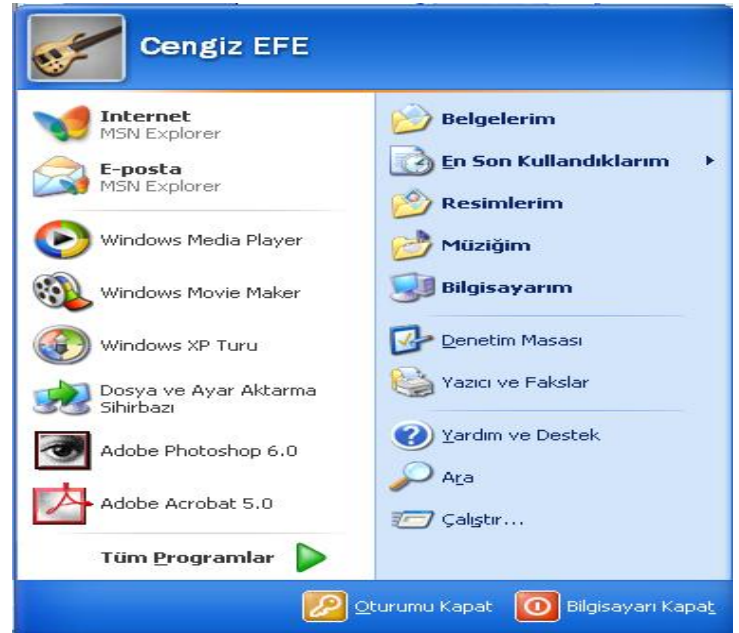 Cengiz EFE
Internet
MSN Explorer
E-posta
MSN Explorer
Windows Media Player
Windows Movie Maker
Windows XP Turu
Dosya ve Ayar Aktarma
Sihirbazı
Adobe Photoshop 6.0
Adobe Acrobat 5.0
Tüm Programlar
Belgelerim
En Son Kullandıklarım
Resimlerim
Müziğim
Bilgisayarım
Denetim Masası
Yazıcı ve Fakslar
Yardım ve Destek
Ara
Çalıştır...
Oturumu Kapat
Bilgisayarı Kapat